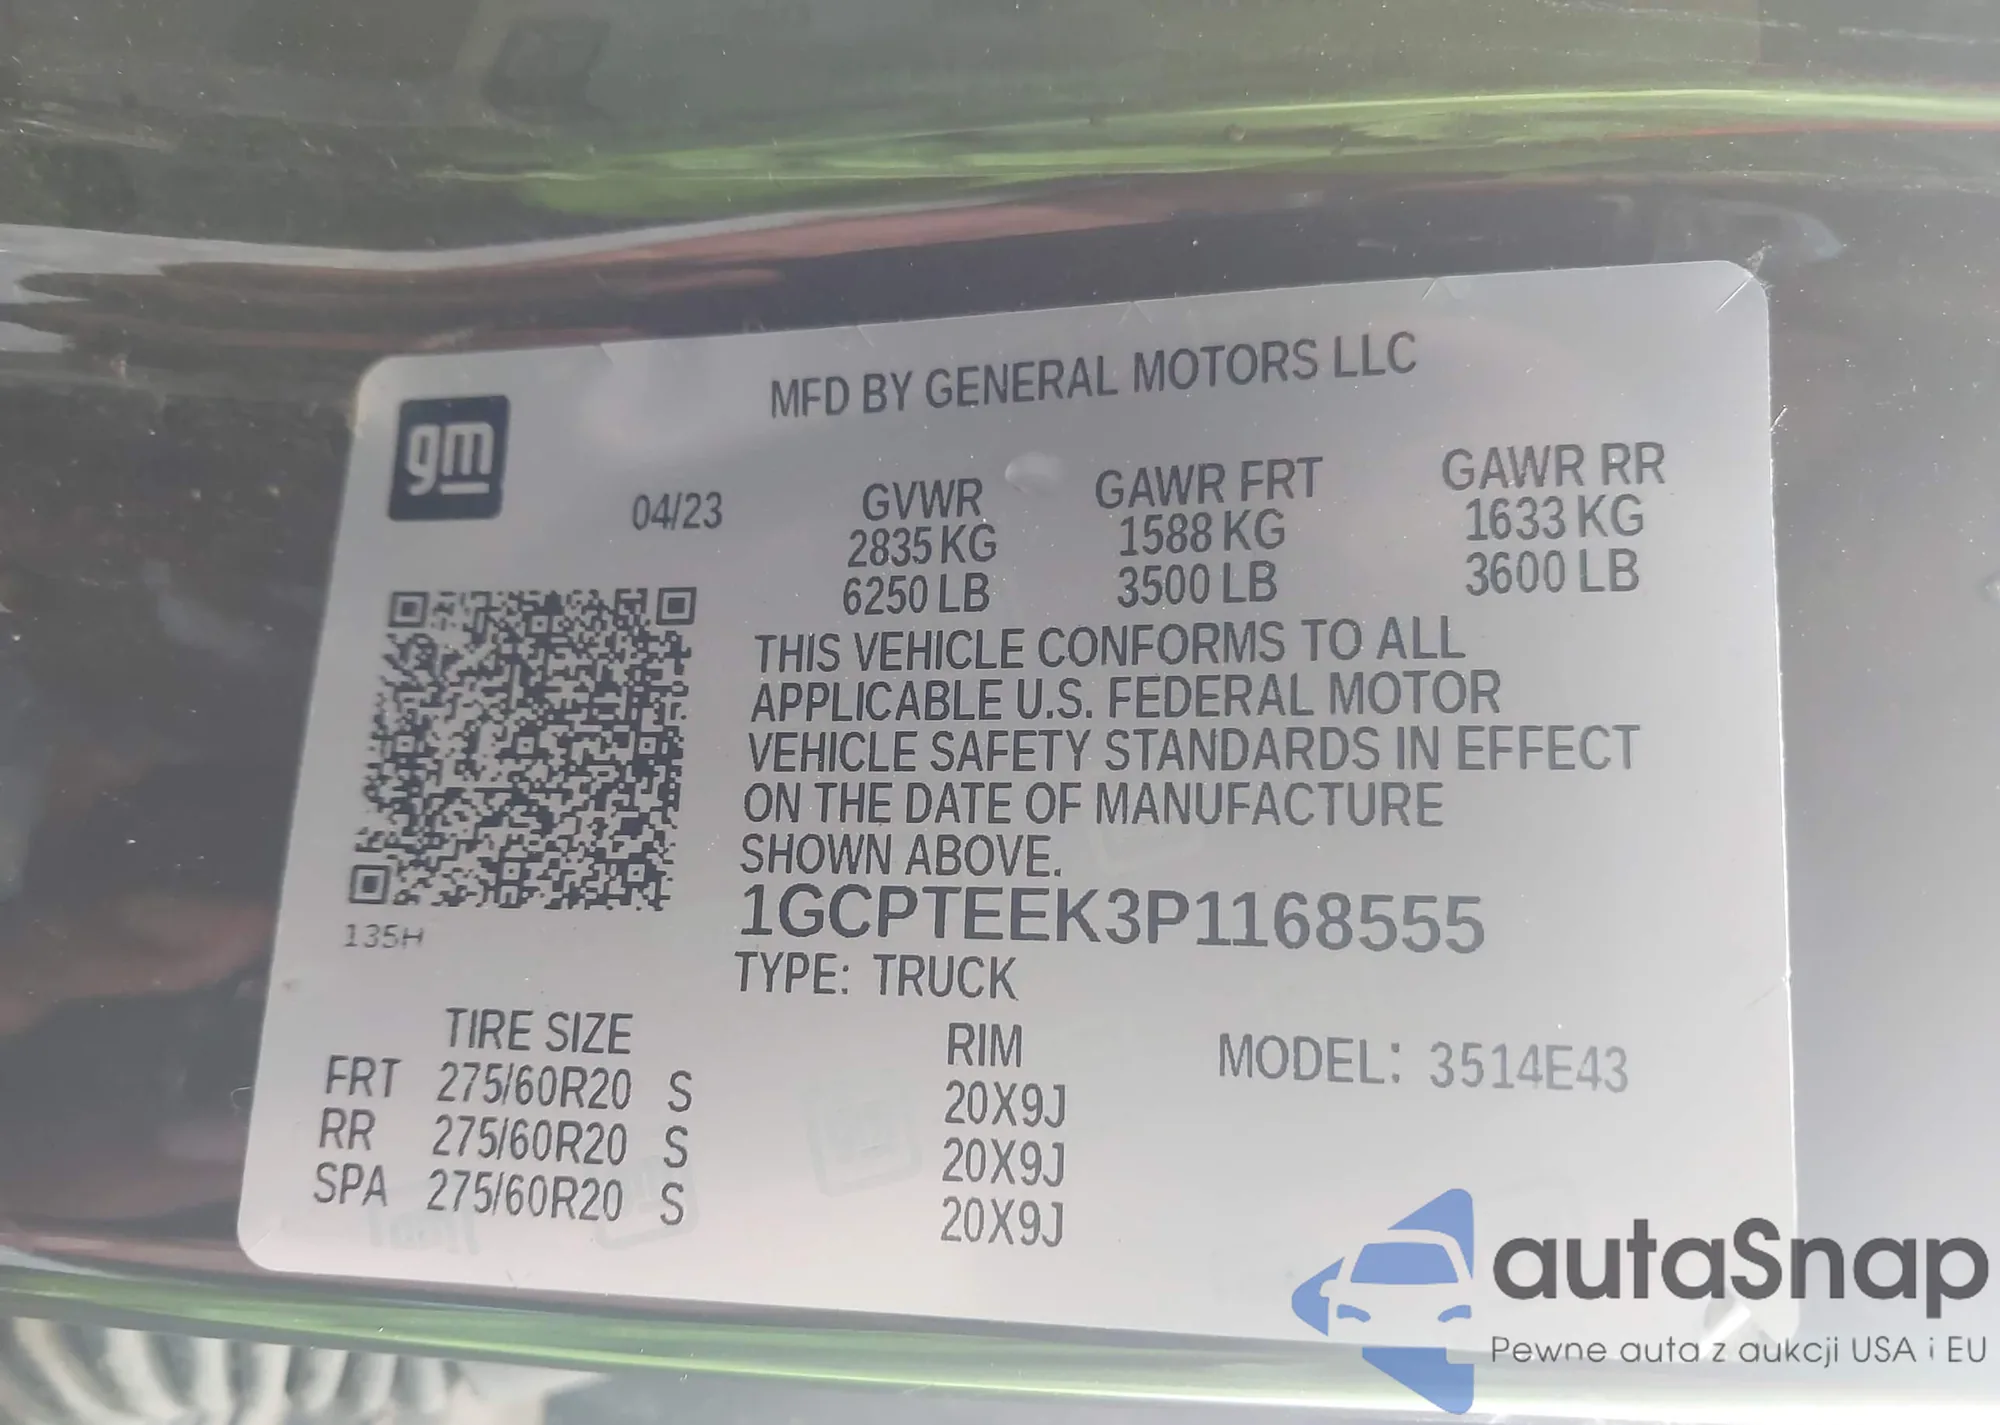 MFD BY GENERAL MOTORS LLC
gm
04/23
GVWR GAWR FRT GAWR RR
2835 KG 1588 KG 1633 KG
6250 LB 3500 LB 3600 LB
THIS VEHICLE CONFORMS TO ALL
APPLICABLE U.S. FEDERAL MOTOR
VEHICLE SAFETY STANDARDS IN EFFECT
ON THE DATE OF MANUFACTURE
SHOWN ABOVE.
1GCPTEEK3P1168555
135H
TYPE: TRUCK
TIRE SIZE RIM MODEL: 3514E43
FRT 275/60R20 S 20X9J
RR 275/60R20 S 20X9J
SPA 275/60R20 S 20X9J
autaSnap
Pewne auta z aukcji USA i EU